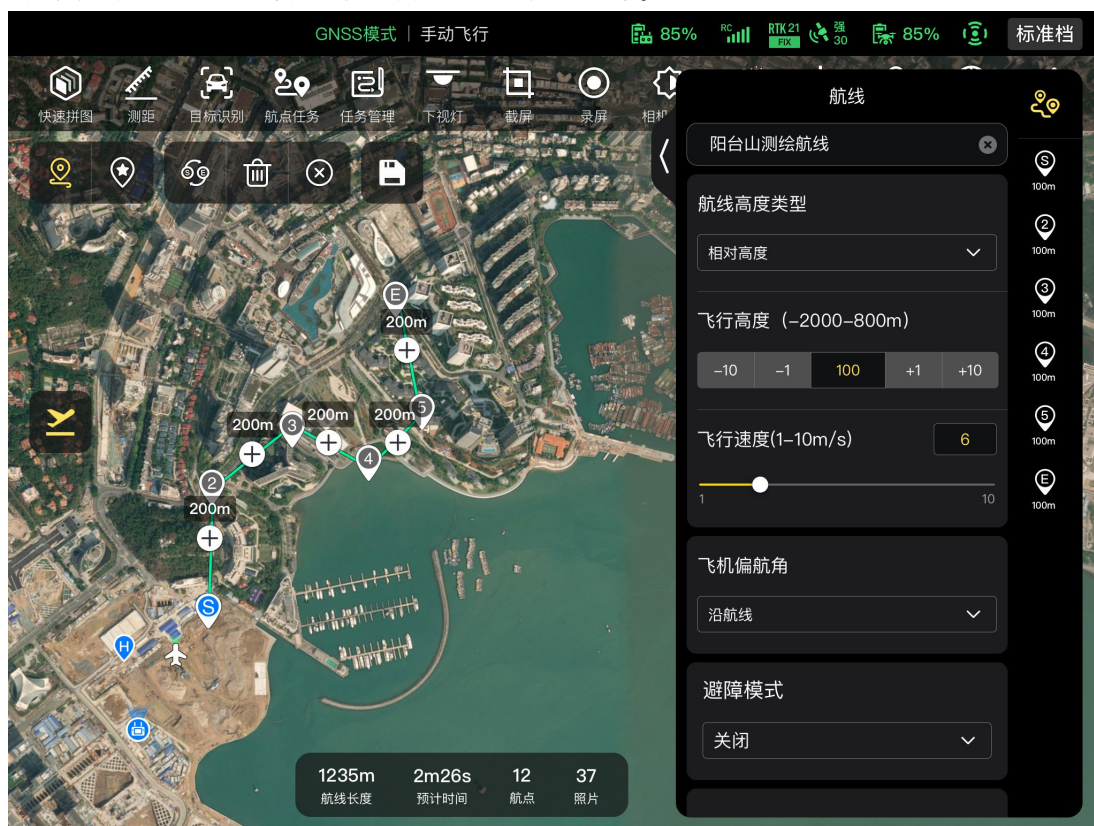 GNSS模式 | 手动飞行
85%
RC
RTK 21
FIX
强
30
85%
标准档
快速拼图
测距
目标识别
航点任务
任务管理
下视灯
截屏
录屏
相机
S E
航线
阳台山测绘航线
航线高度类型
相对高度
飞行高度（-2000-800m）
-10
-1
100
+1
+10
飞行速度(1-10m/s)
6
1
10
飞机偏航角
沿航线
避障模式
关闭
S
100m
2
100m
3
100m
4
100m
5
100m
E
100m
E
200m
5
200m
200m
200m
3
4
2
200m
S
H
1235m
航线长度
2m26s
预计时间
12
航点
37
照片